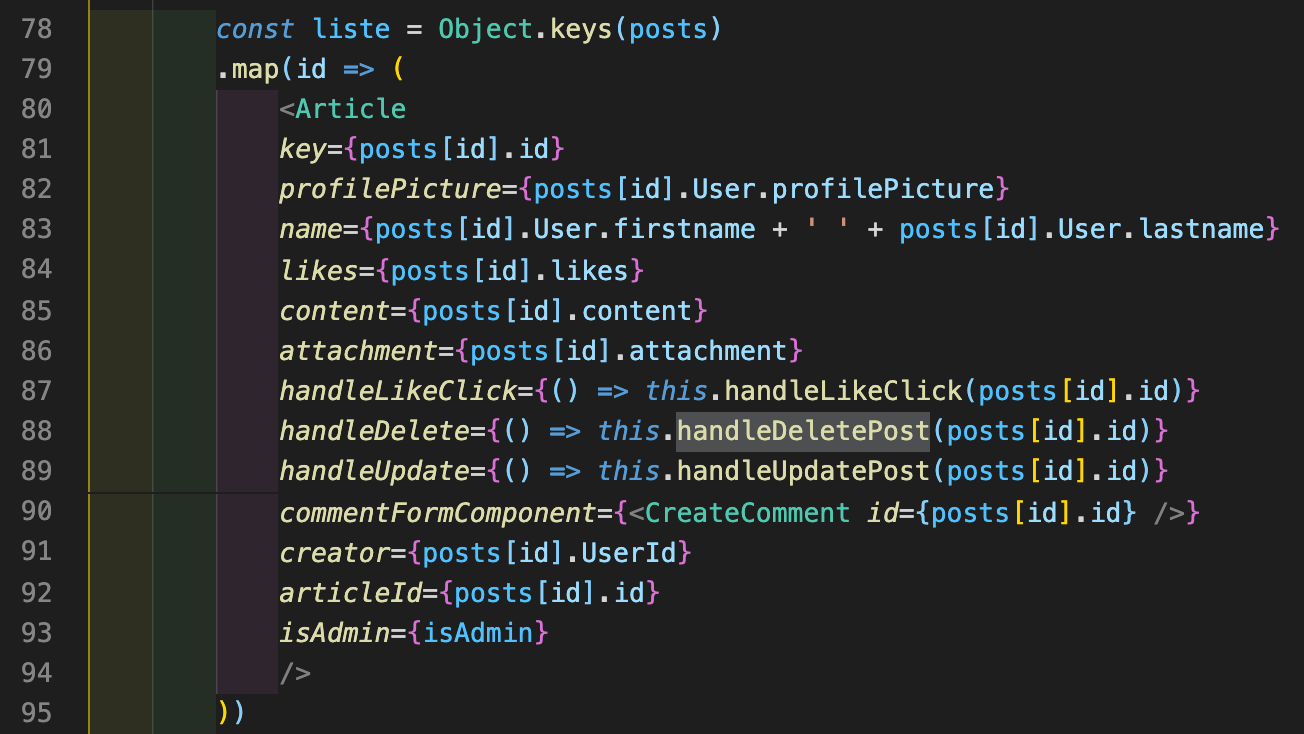 78 const liste = Object.keys(posts)
79 .map(id => (
80 <Article
81 key={posts[id].id}
82 profilePicture={posts[id].User.profilePicture}
83 name={posts[id].User.firstname + ' ' + posts[id].User.lastname}
84 likes={posts[id].likes}
85 content={posts[id].content}
86 attachment={posts[id].attachment}
87 handleLikeClick={() => this.handleLikeClick(posts[id].id)}
88 handleDelete={() => this.handleDeletePost(posts[id].id)}
89 handleUpdate={() => this.handleUpdatePost(posts[id].id)}
90 commentFormComponent={<CreateComment id={posts[id].id} />}
91 creator={posts[id].UserId}
92 articleId={posts[id].id}
93 isAdmin={isAdmin}
94 />
95 ))